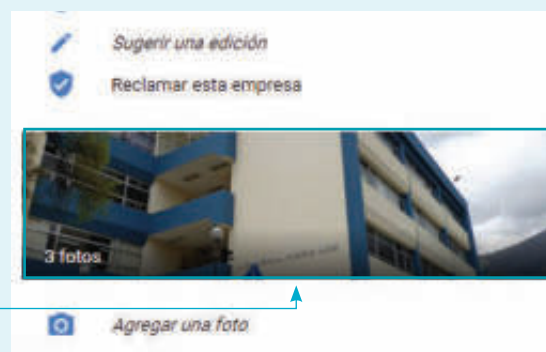 Sugerir una edición
Reclamar esta empresa
3 fotos
Agregar una foto